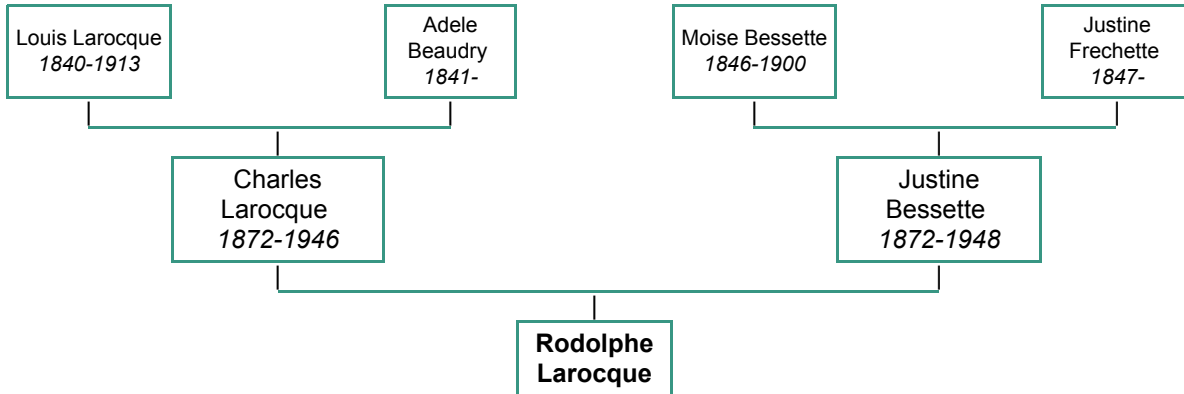 Louis Larocque
1840-1913
Adele
Beaudry
1841-
Moise Bessette
1846-1900
Justine
Frechette
1847-
Charles
Larocque
1872-1946
Justine
Bessette
1872-1948
Rodolphe
Larocque